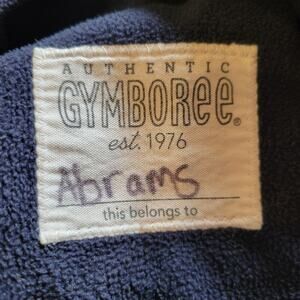 AUTHENTIC
GYMBOREE®
est. 1976
Abrams
this belongs to